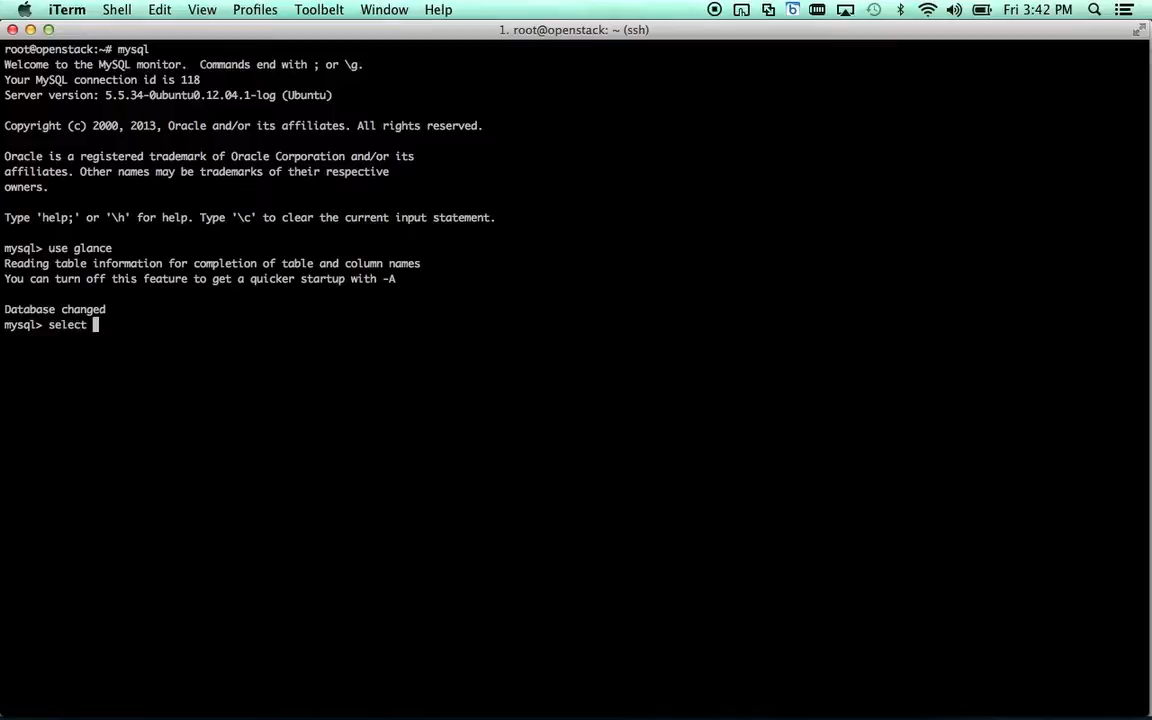 iTerm Shell Edit View Profiles Toolbelt Window Help Fri 3:42 PM
1. root@openstack: ~ (ssh)
root@openstack:~# mysql
Welcome to the MySQL monitor.  Commands end with ; or \g.
Your MySQL connection id is 118
Server version: 5.5.34-0ubuntu0.12.04.1-log (Ubuntu)
Copyright (c) 2000, 2013, Oracle and/or its affiliates. All rights reserved.
Oracle is a registered trademark of Oracle Corporation and/or its
affiliates. Other names may be trademarks of their respective
owners.
Type 'help;' or '\h' for help. Type '\c' to clear the current input statement.
mysql> use glance
Reading table information for completion of table and column names
You can turn off this feature to get a quicker startup with -A
Database changed
mysql> select